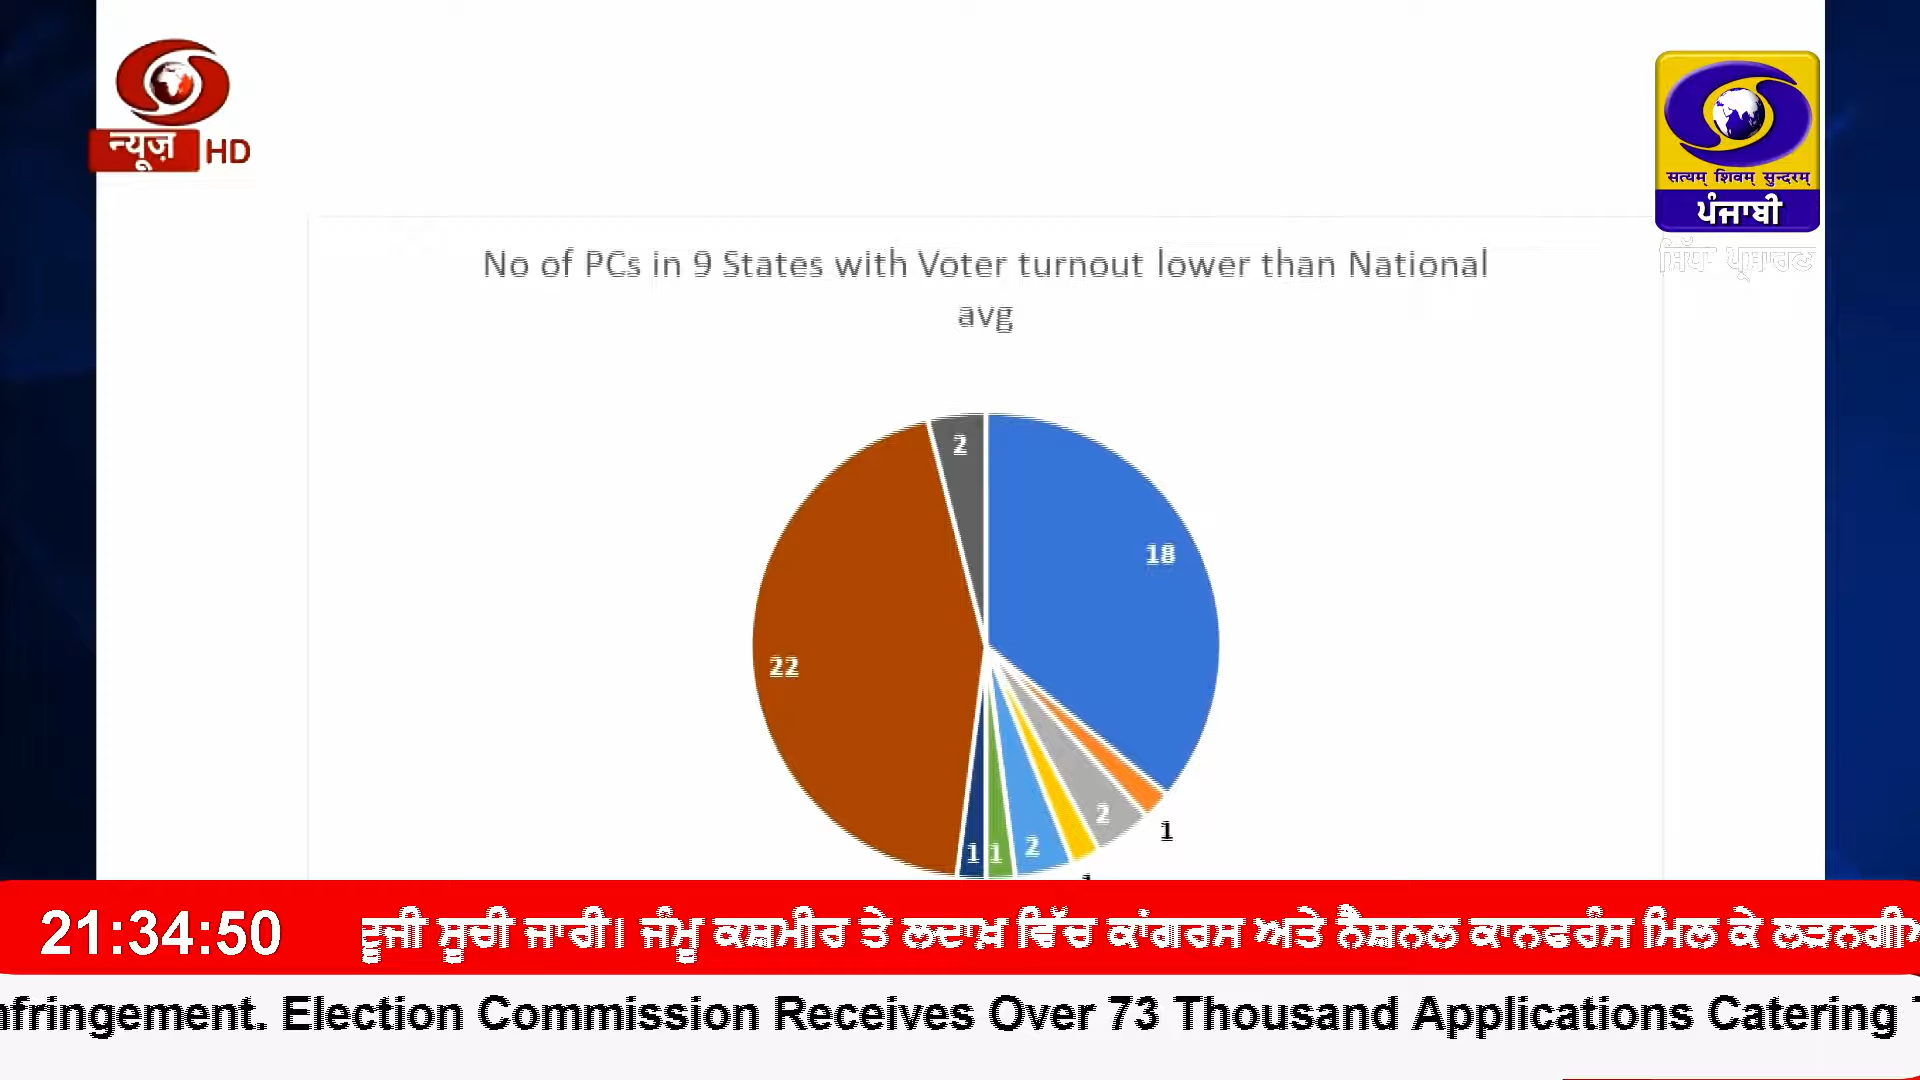 न्यूज़ HD
सत्यम् शिवम् सुन्दरम्
ਪੰਜਾਬੀ
ਸਿੱਧਾ ਪ੍ਰਸਾਰਣ
No of PCs in 9 States with Voter turnout lower than National
avg
2
18
22
2
1
1
1
2
21:34:50 ਦੂਜੀ ਸੂਚੀ ਜਾਰੀ। ਜੰਮੂ ਕਸ਼ਮੀਰ ਤੇ ਲਦਾਖ਼ ਵਿੱਚ ਕਾਂਗਰਸ ਅਤੇ ਨੈਸ਼ਨਲ ਕਾਨਫਰੰਸ ਮਿਲ ਕੇ
nfringement. Election Commission Receives Over 73 Thousand Applications Catering